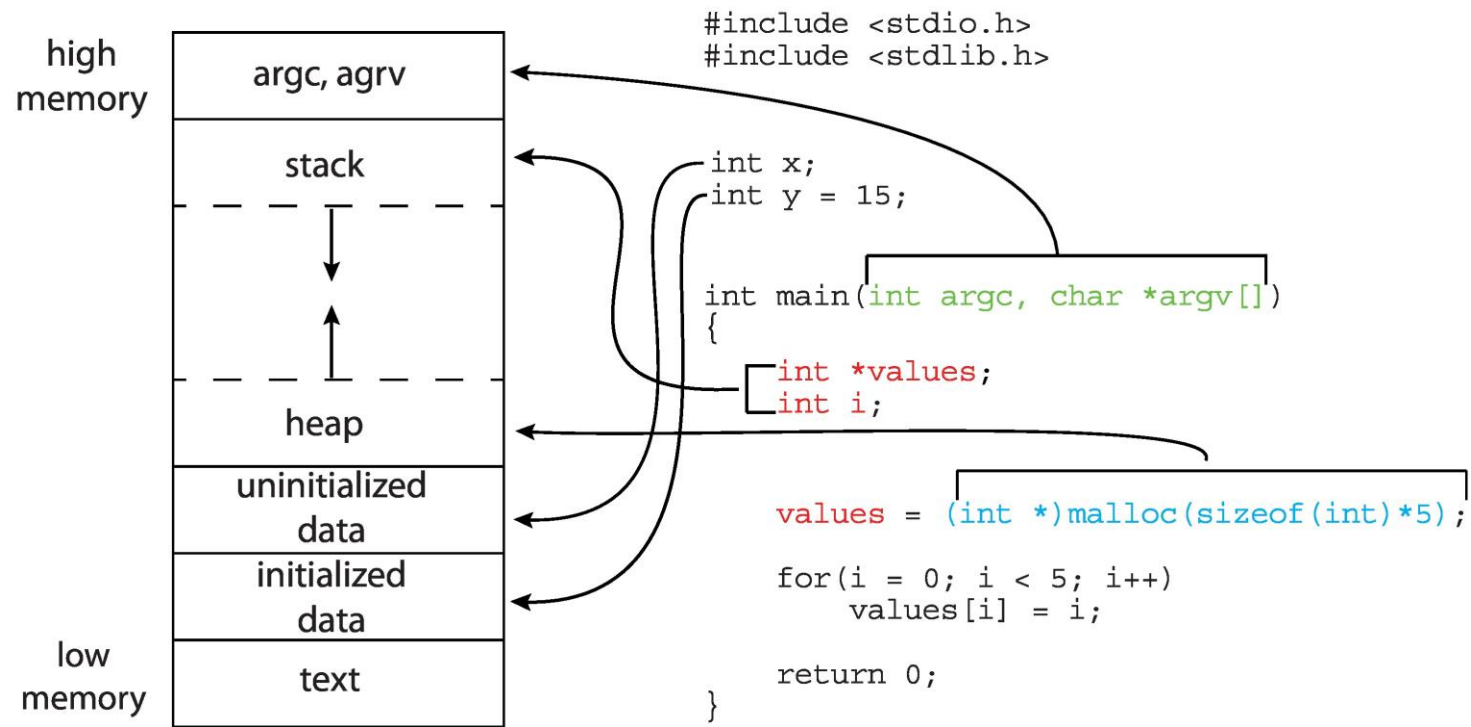 high
memory
argc, agrv
stack
heap
uninitialized
data
initialized
data
low
memory
text
#include <stdio.h>
#include <stdlib.h>
int x;
int y = 15;
int main(int argc, char *argv[])
{
int *values;
int i;
values = (int *)malloc(sizeof(int)*5);
for(i = 0; i < 5; i++)
values[i] = i;
return 0;
}